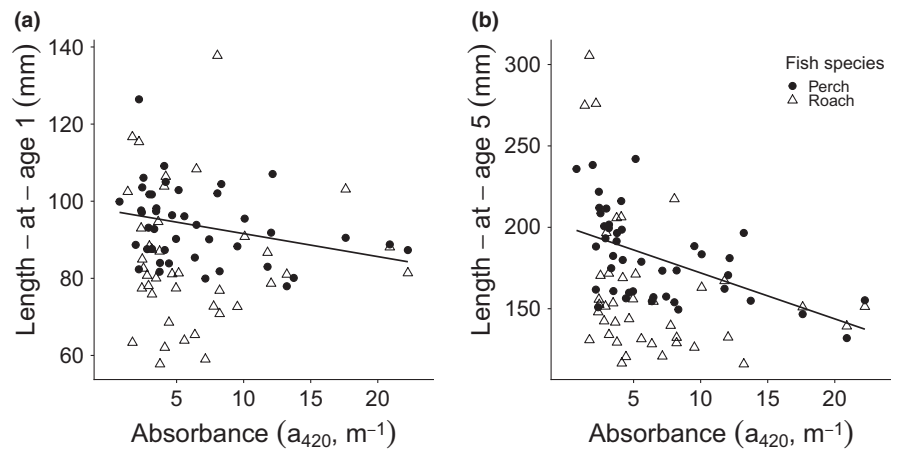 (a)
Length – at – age 1 (mm)
140
120
100
80
60
5 10 15 20
Absorbance (a₄₂₀, m⁻¹)
(b)
Length – at – age 5 (mm)
300
250
200
150
5 10 15 20
Absorbance (a₄₂₀, m⁻¹)
Fish species
Perch
Roach